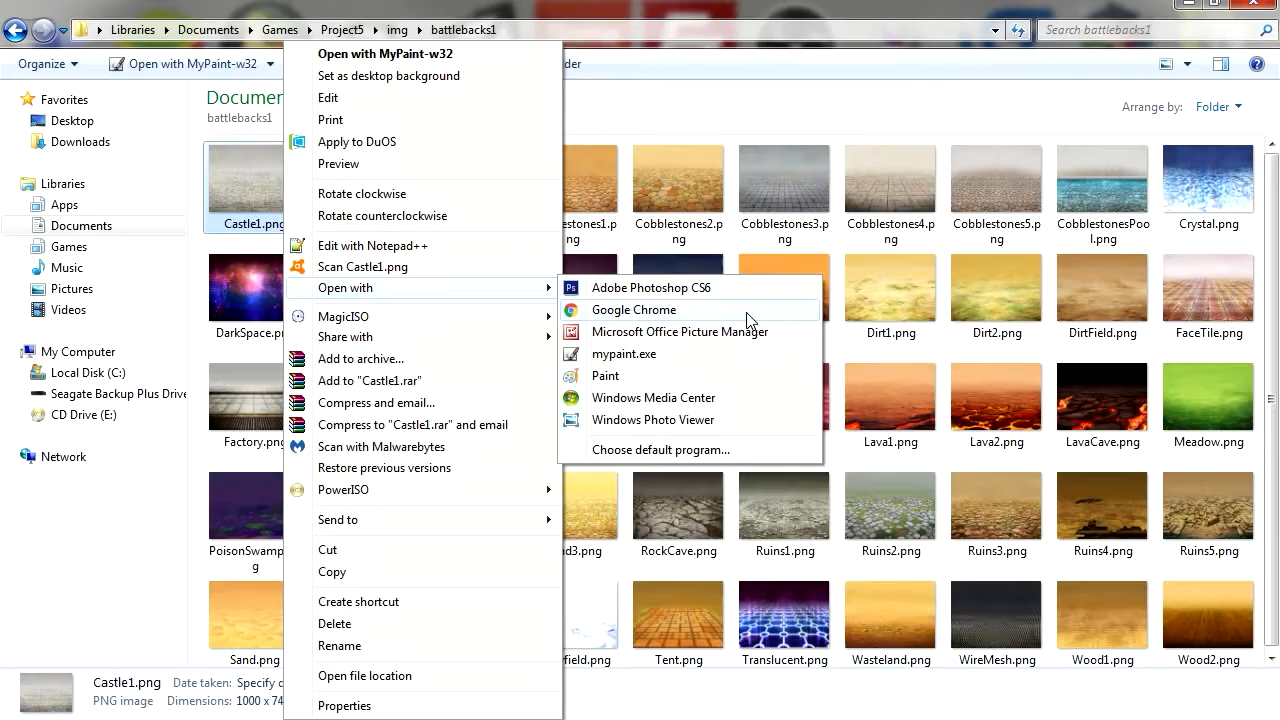 Libraries Documents Games Project5 img battlebacks1
Search battlebacks1
Organize Open with MyPaint-w32
Favorites
Desktop
Downloads
Libraries
Apps
Documents
Games
Music
Pictures
Videos
My Computer
Local Disk (C:)
Seagate Backup Plus Drive
CD Drive (E:)
Network
battlebacks1
Arrange by: Folder
Open with MyPaint-w32
Set as desktop background
Edit
Print
Apply to DuOS
Preview
Rotate clockwise
Rotate counterclockwise
Edit with Notepad++
Scan Castle1.png
Open with
MagicISO
Share with
Add to archive...
Add to "Castle1.rar"
Compress and email...
Compress to "Castle1.rar" and email
Scan with Malwarebytes
Restore previous versions
PowerISO
Send to
Cut
Copy
Create shortcut
Delete
Rename
Open file location
Properties
Adobe Photoshop CS6
Google Chrome
Microsoft Office Picture Manager
mypaint.exe
Paint
Windows Media Center
Windows Photo Viewer
Choose default program...
Castle1.png
Cobblestones2.png
Cobblestones3.png
Cobblestones4.png
Cobblestones5.png
CobblestonesPool.png
Crystal.png
DarkSpace.png
Dirt1.png
Dirt2.png
DirtField.png
FaceTile.png
Factory.png
Lava1.png
Lava2.png
LavaCave.png
Meadow.png
PoisonSwamp
g
RockCave.png
Ruins1.png
Ruins2.png
Ruins3.png
Ruins4.png
Ruins5.png
Sand.png
Tent.png
Translucent.png
Wasteland.png
WireMesh.png
Wood1.png
Wood2.png
Castle1.png Date taken: Specify
PNG image Dimensions: 1000 x 74